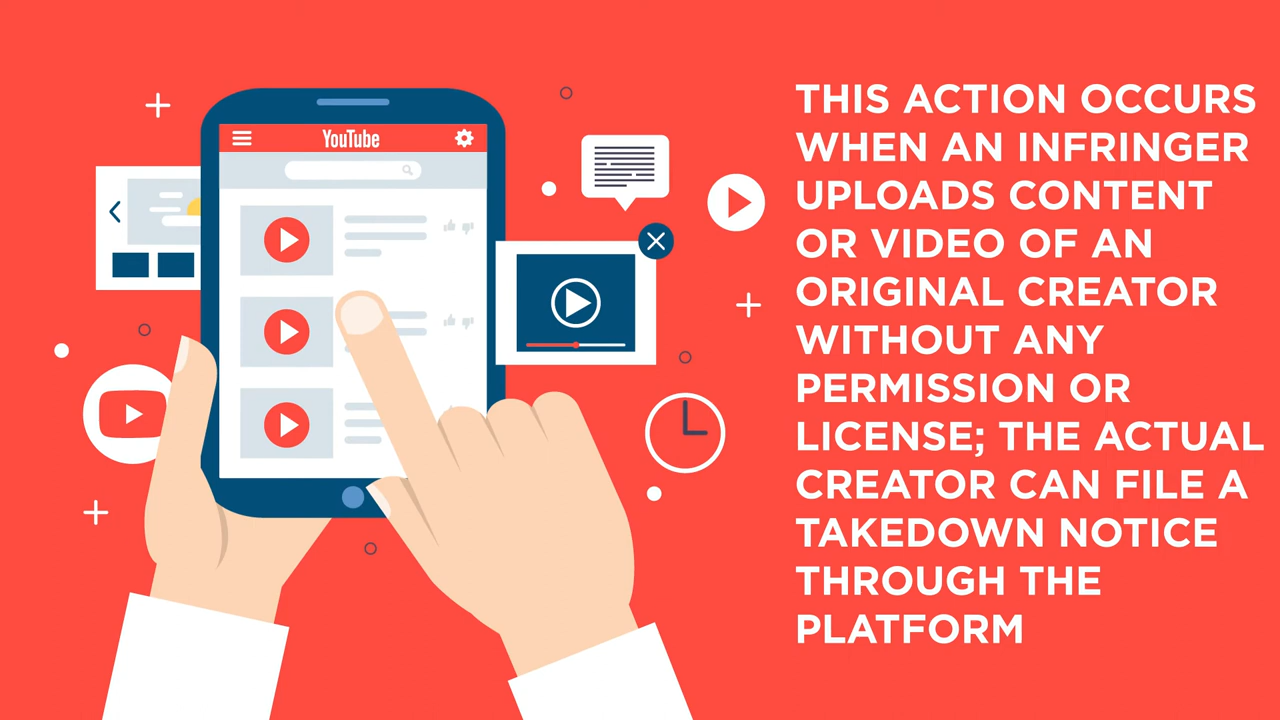 YouTube
THIS ACTION OCCURS
WHEN AN INFRINGER
UPLOADS CONTENT
OR VIDEO OF AN
ORIGINAL CREATOR
WITHOUT ANY
PERMISSION OR
LICENSE; THE ACTUAL
CREATOR CAN FILE A
TAKEDOWN NOTICE
THROUGH THE
PLATFORM